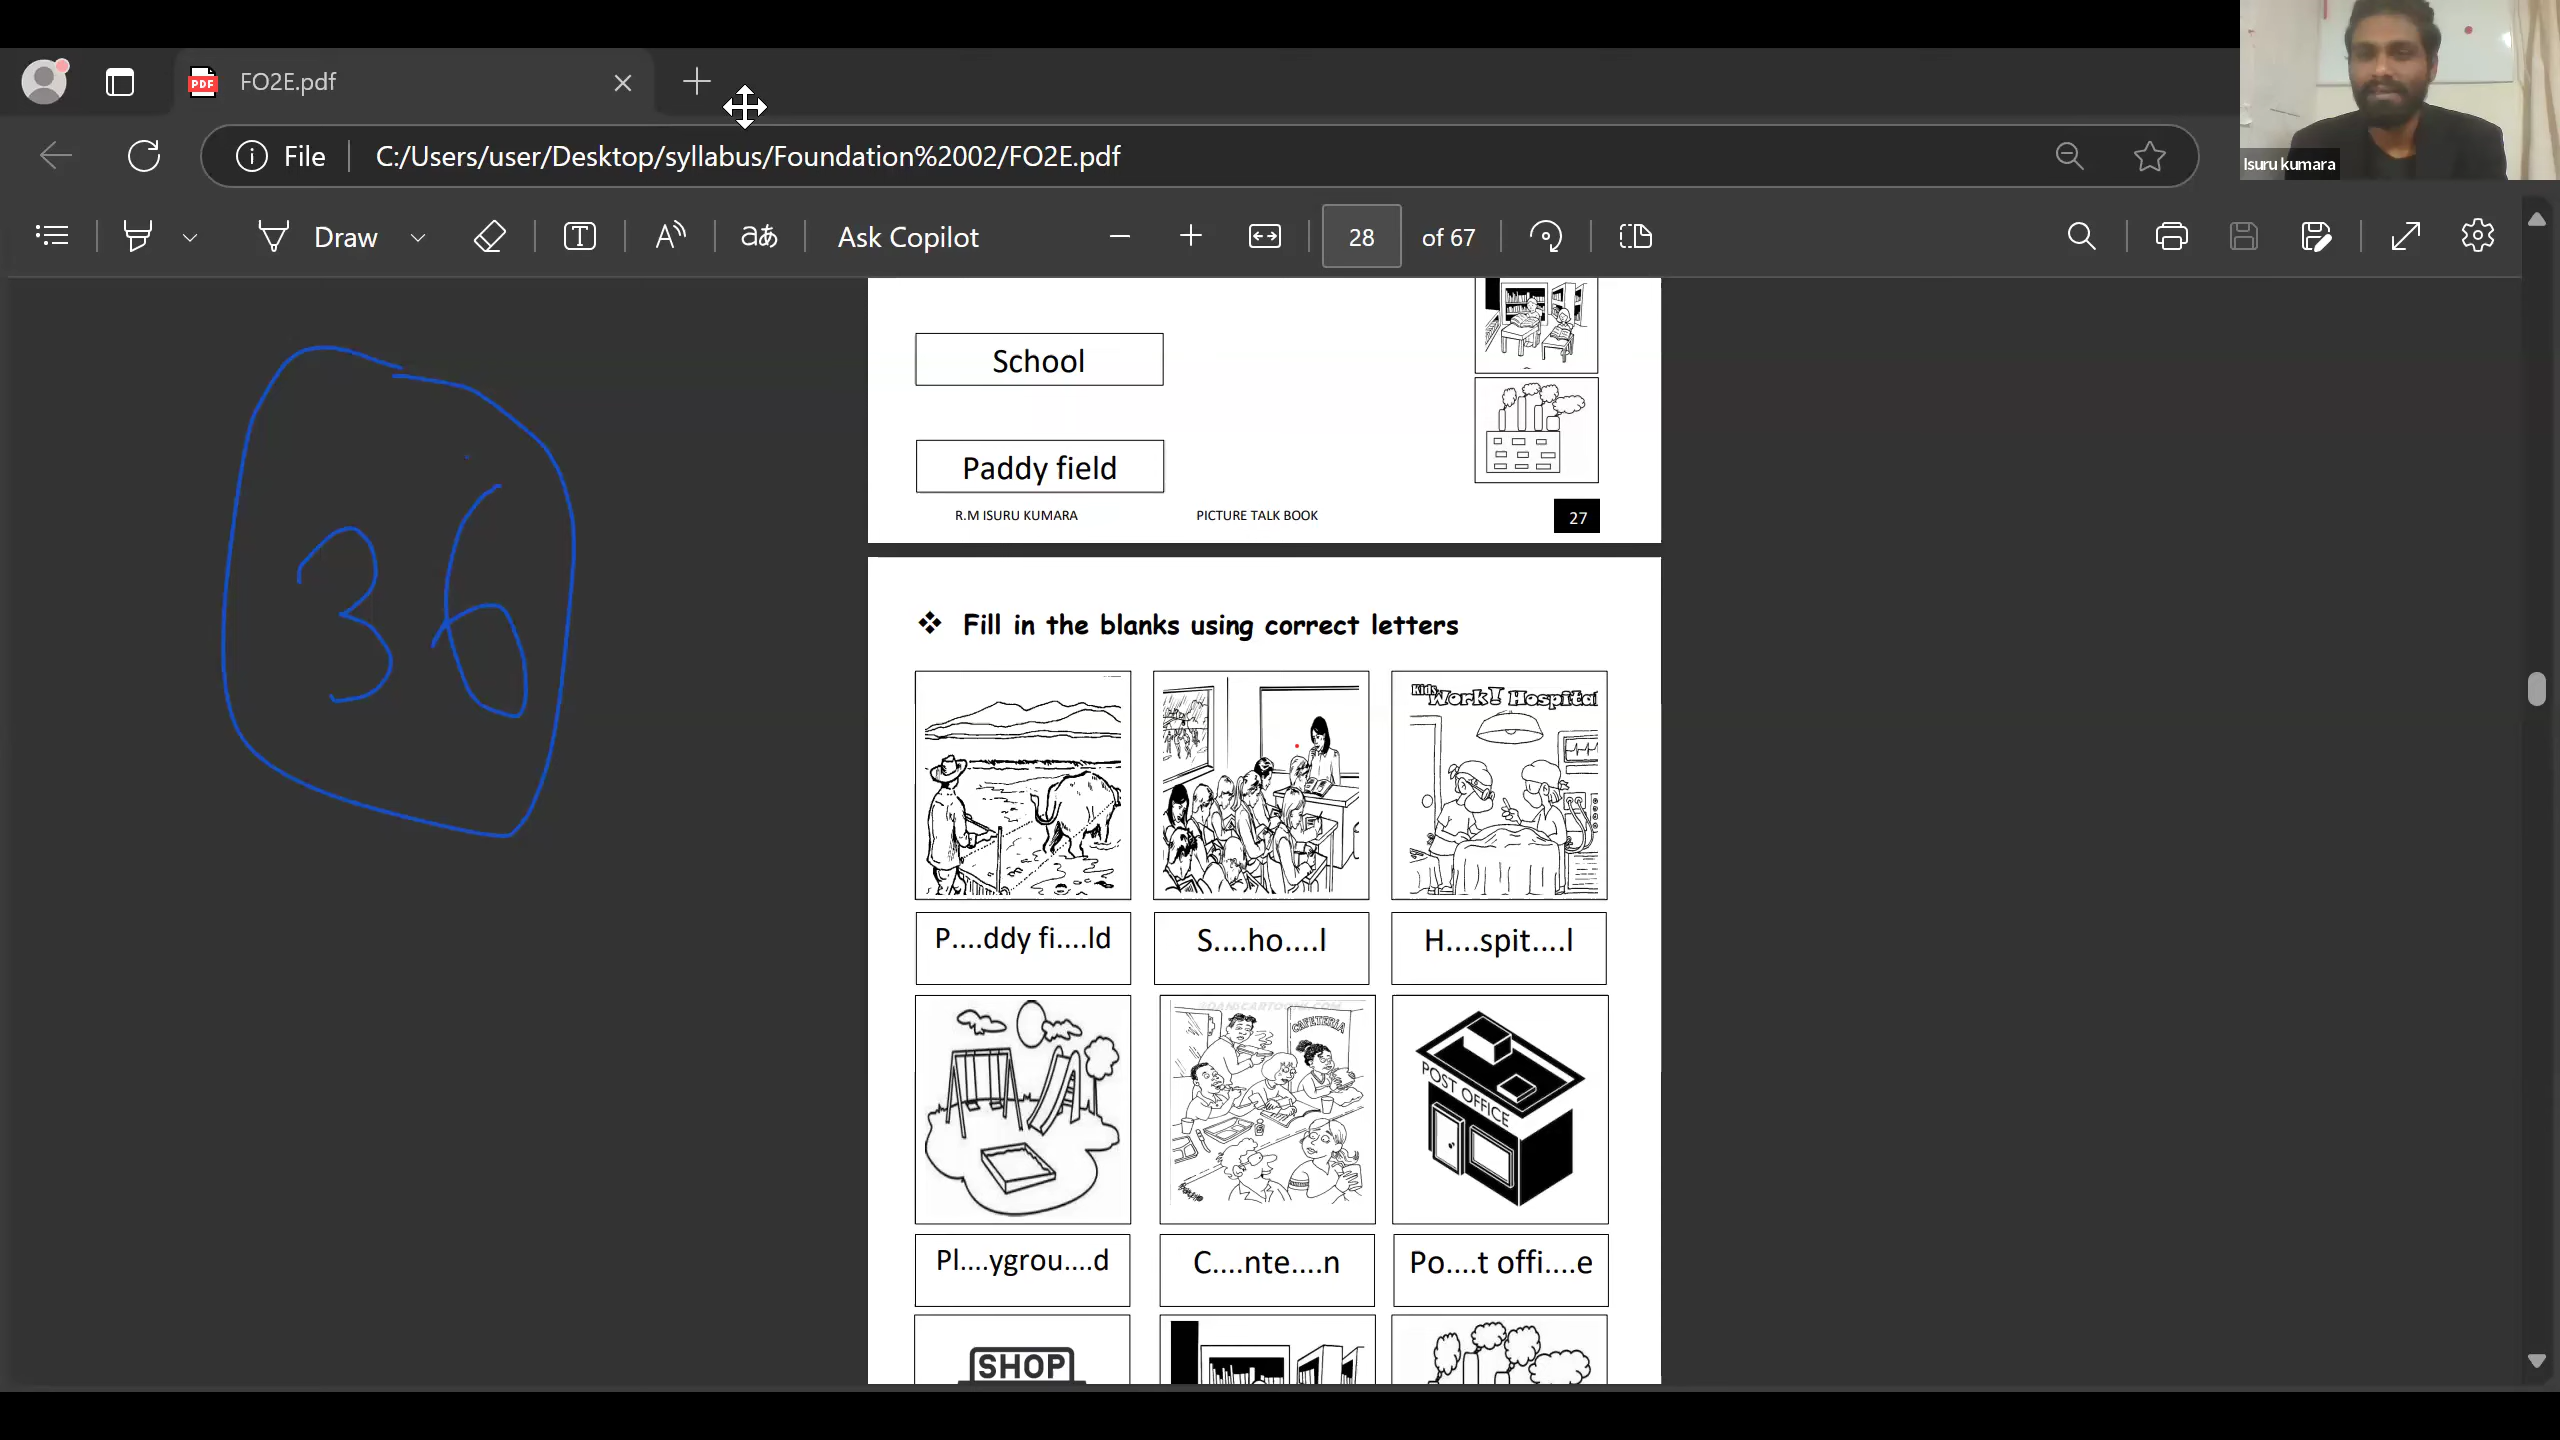 FO2E.pdf
File
C:/Users/user/Desktop/syllabus/Foundation%2002/FO2E.pdf
Isuru kumara
Draw
aあ
Ask Copilot
28 of 67
School
Paddy field
R.M ISURU KUMARA PICTURE TALK BOOK 27
36
❖ Fill in the blanks using correct letters
Kids Work! Hospital
P....ddy fi....ld
S....ho....l
H....spit....l
CAFETERIA
POST OFFICE
Pl....ygrou....d
C....nte....n
Po....t offi....e
SHOP